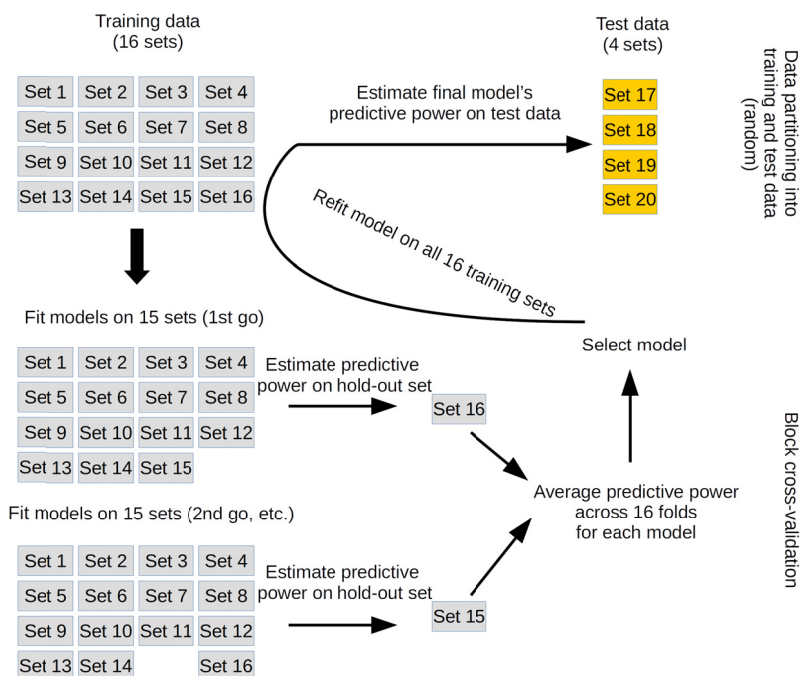 Training data
(16 sets)
Test data
(4 sets)
Data partitioning into
training and test data
(random)
Set 1 Set 2 Set 3 Set 4
Set 5 Set 6 Set 7 Set 8
Set 9 Set 10 Set 11 Set 12
Set 13 Set 14 Set 15 Set 16
Estimate final model's
predictive power on test data
Set 17
Set 18
Set 19
Set 20
Refit model on all 16 training sets
Fit models on 15 sets (1st go)
Set 1 Set 2 Set 3 Set 4
Set 5 Set 6 Set 7 Set 8
Set 9 Set 10 Set 11 Set 12
Set 13 Set 14 Set 15
Estimate predictive
power on hold-out set
Set 16
Select model
Average predictive power
across 16 folds
for each model
Block cross-validation
Fit models on 15 sets (2nd go, etc.)
Set 1 Set 2 Set 3 Set 4
Set 5 Set 6 Set 7 Set 8
Set 9 Set 10 Set 11 Set 12
Set 13 Set 14 Set 16
Estimate predictive
power on hold-out set
Set 15